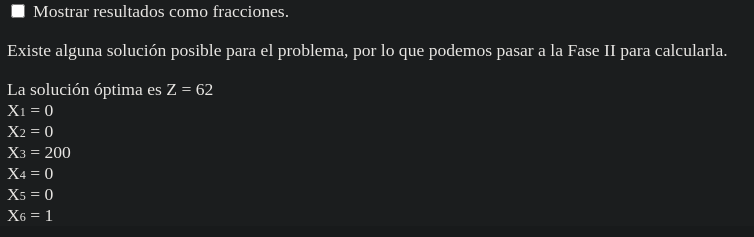 Mostrar resultados como fracciones.
Existe alguna solución posible para el problema, por lo que podemos pasar a la Fase II para calcularla.
La solución óptima es Z = 62
X1 = 0
X2 = 0
X3 = 200
X4 = 0
X5 = 0
X6 = 1